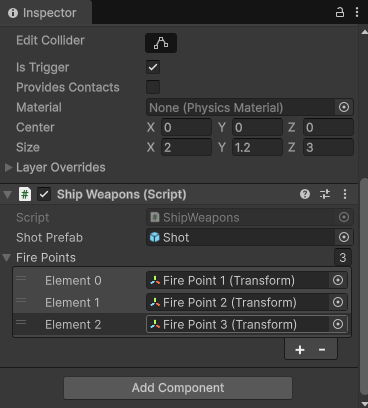 Inspector
Edit Collider
Is Trigger
Provides Contacts
Material None (Physics Material)
Center X 0 Y 0 Z 0
Size X 2 Y 1.2 Z 3
Layer Overrides
# Ship Weapons (Script)
Script # ShipWeapons
Shot Prefab Shot
Fire Points 3
Element 0 Fire Point 1 (Transform)
Element 1 Fire Point 2 (Transform)
Element 2 Fire Point 3 (Transform)
+ -
Add Component